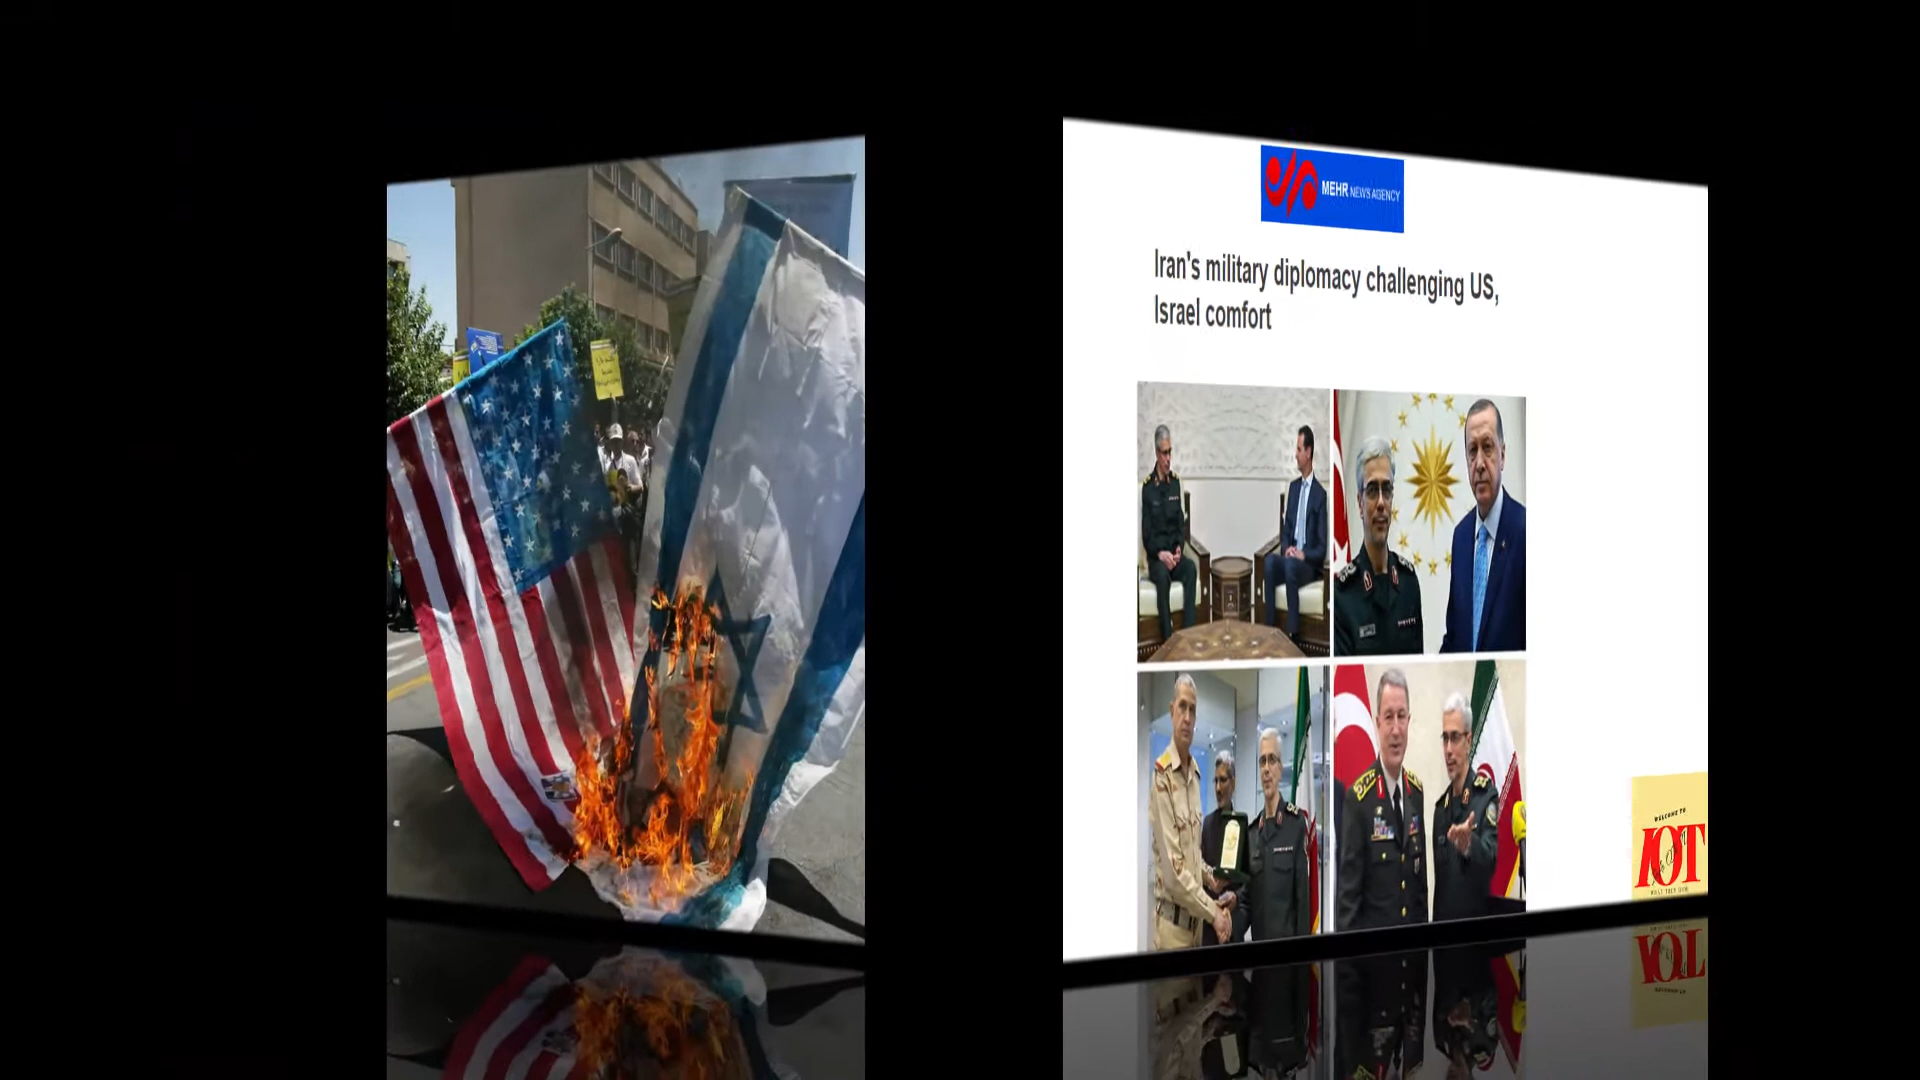 MEHR NEWS AGENCY
Iran's military diplomacy challenging US,
Israel comfort
WELCOME TO
IOT